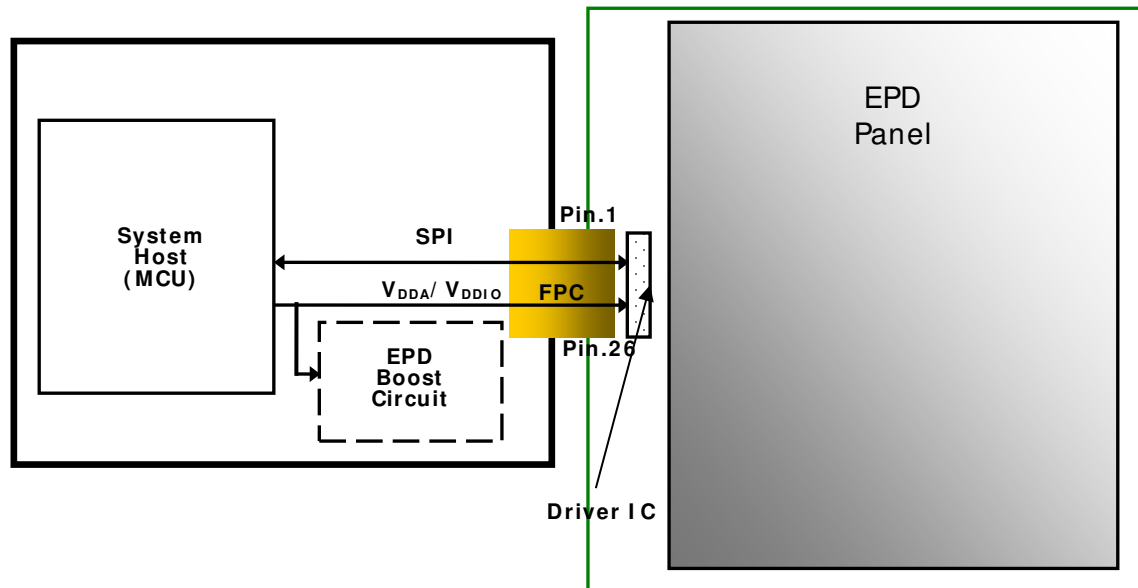 EPD
Panel
Pin.1
System
Host
(MCU)
SPI
VDDA/ VDDIO
FPC
Pin.26
EPD
Boost
Circuit
Driver IC